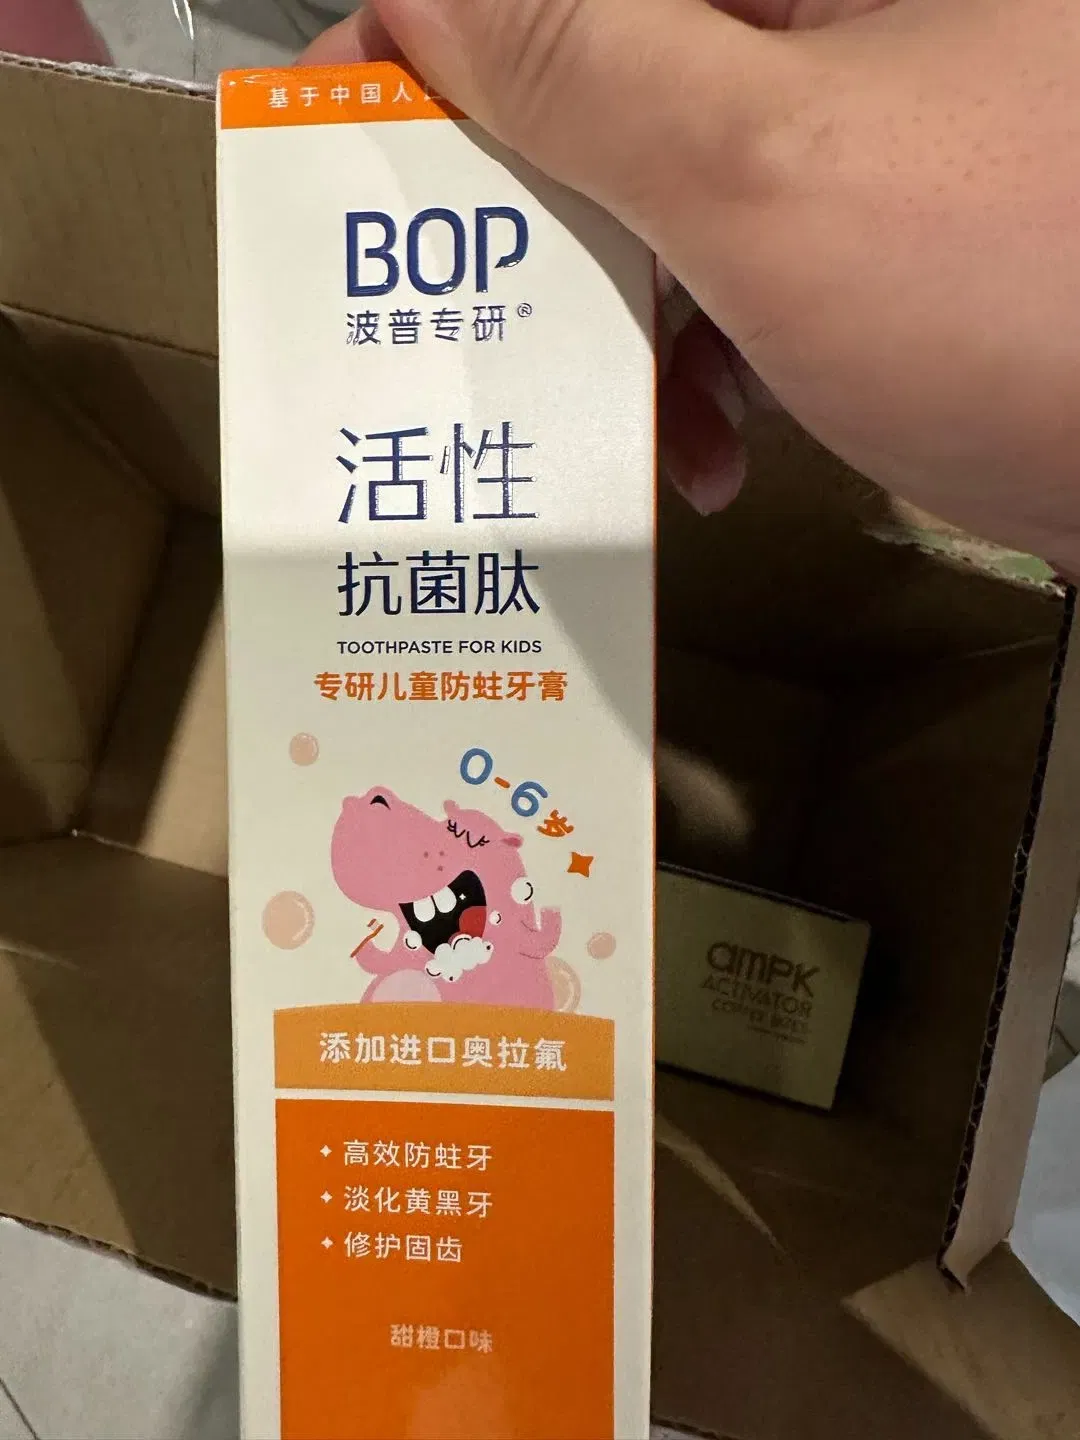 基于中国人口
BOP
波普专研®
活性
抗菌肽
TOOTHPASTE FOR KIDS
专研儿童防蛀牙膏
0-6岁
添加进口奥拉氟
高效防蛀牙
淡化黄黑牙
修护固齿
甜橙口味
amPK
ACTIVATOR